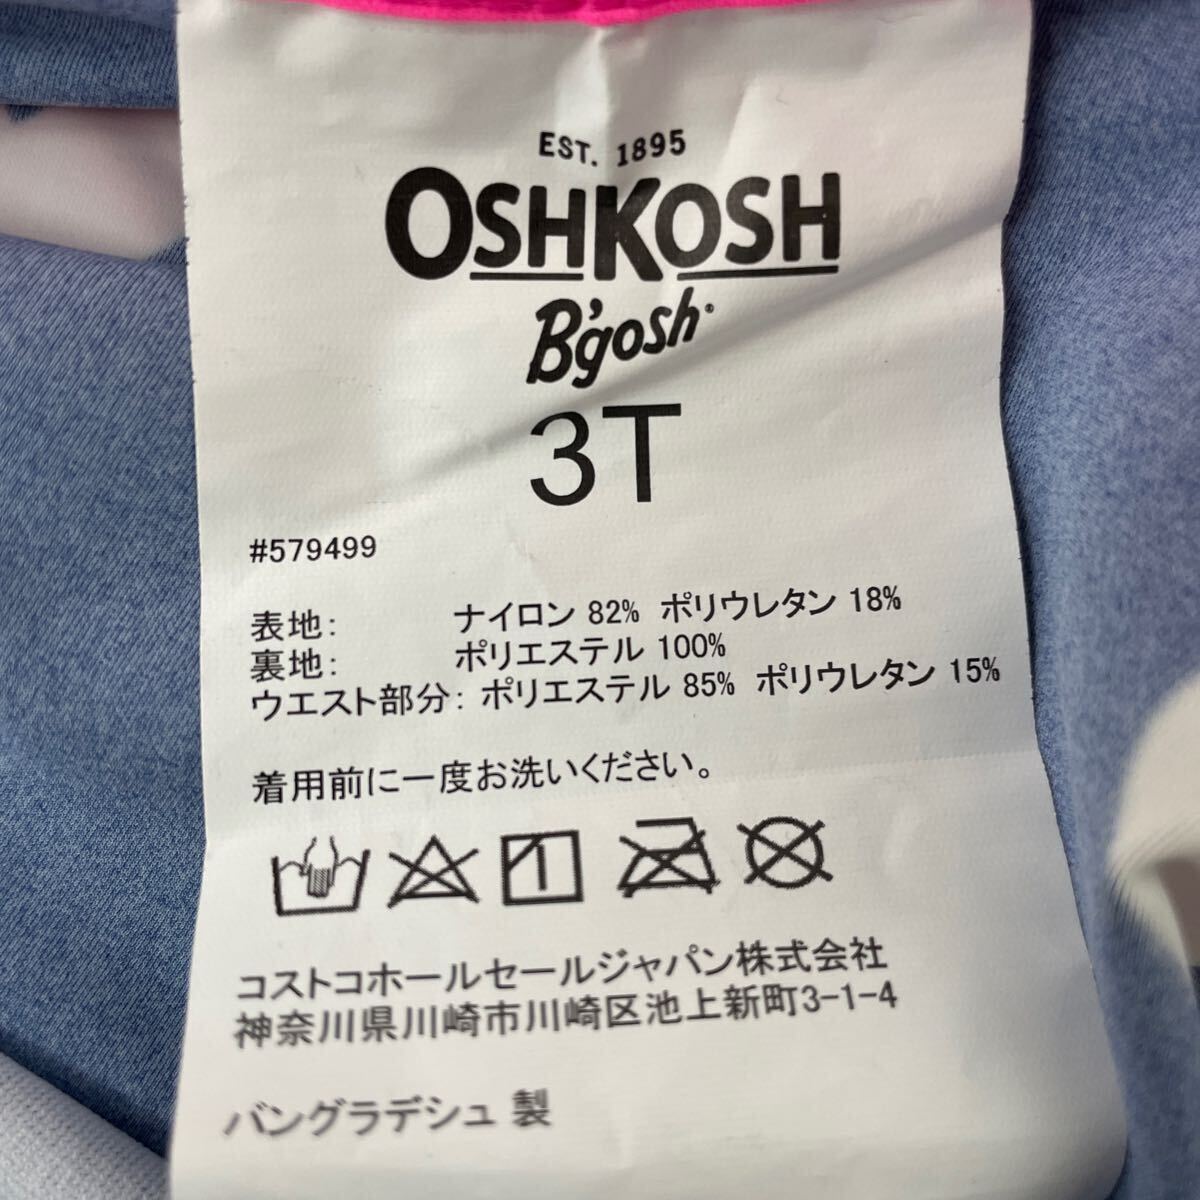 EST. 1895
OSHKOSH
B'gosh
3T
#579499
表地: ナイロン 82% ポリウレタン 18%
裏地: ポリエステル 100%
ウエスト部分: ポリエステル 85% ポリウレタン 15%
着用前に一度お洗いください。
コストコホールセールジャパン株式会社
神奈川県川崎市川崎区池上新町3-1-4
バングラデシュ 製